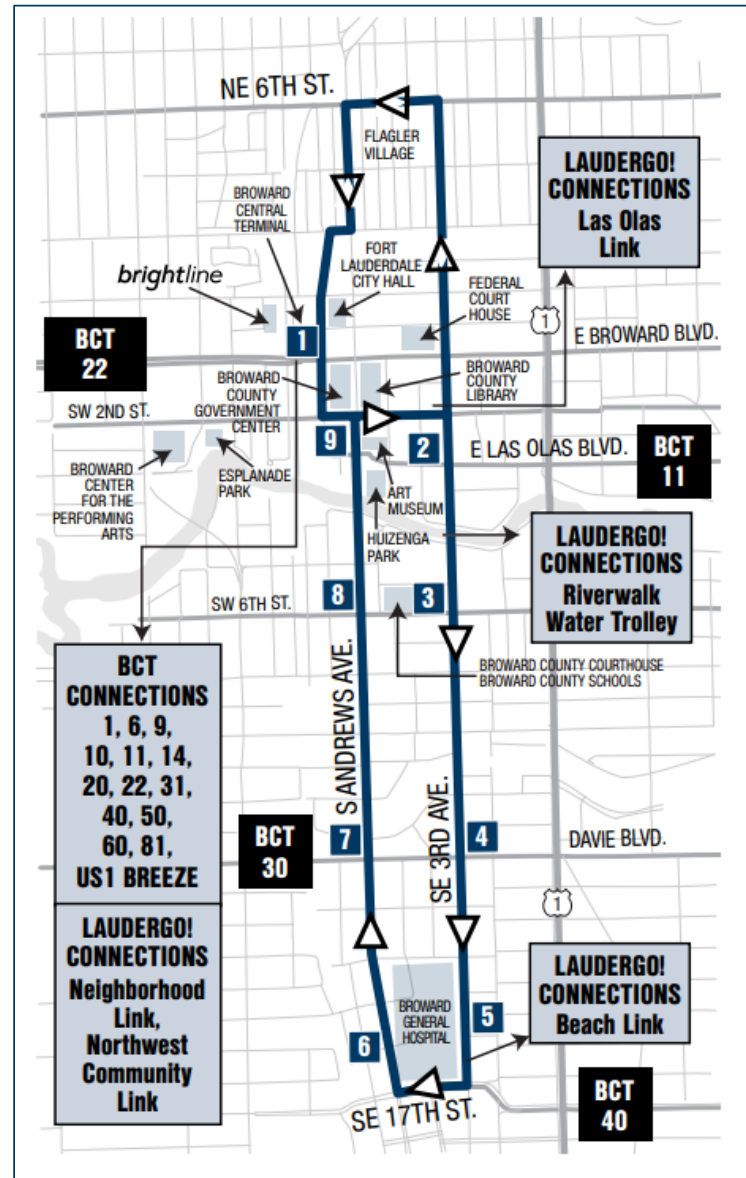 NE 6TH ST.
FLAGLER
VILLAGE
LAUDERGO!
CONNECTIONS
Las Olas
Link
BROWARD
CENTRAL
TERMINAL
brightline
FORT
LAUDERDALE
CITY HALL
FEDERAL
COURT
HOUSE
1
1
E BROWARD BLVD.
BCT
22
BROWARD
COUNTY
GOVERNMENT
CENTER
BROWARD
COUNTY
LIBRARY
SW 2ND ST.
9
2
E LAS OLAS BLVD.
BCT
11
BROWARD
CENTER
FOR THE
PERFORMING
ARTS
ESPLANADE
PARK
ART
MUSEUM
HUIZENGA
PARK
LAUDERGO!
CONNECTIONS
Riverwalk
Water Trolley
8
3
SW 6TH ST.
BROWARD COUNTY COURTHOUSE
BROWARD COUNTY SCHOOLS
BCT
CONNECTIONS
1, 6, 9,
10, 11, 14,
20, 22, 31,
40, 50,
60, 81,
US1 BREEZE
S ANDREWS AVE.
SE 3RD AVE.
7
4
BCT
30
DAVIE BLVD.
1
LAUDERGO!
CONNECTIONS
Neighborhood
Link,
Northwest
Community
Link
LAUDERGO!
CONNECTIONS
Beach Link
BROWARD
GENERAL
HOSPITAL
5
6
SE 17TH ST.
BCT
40